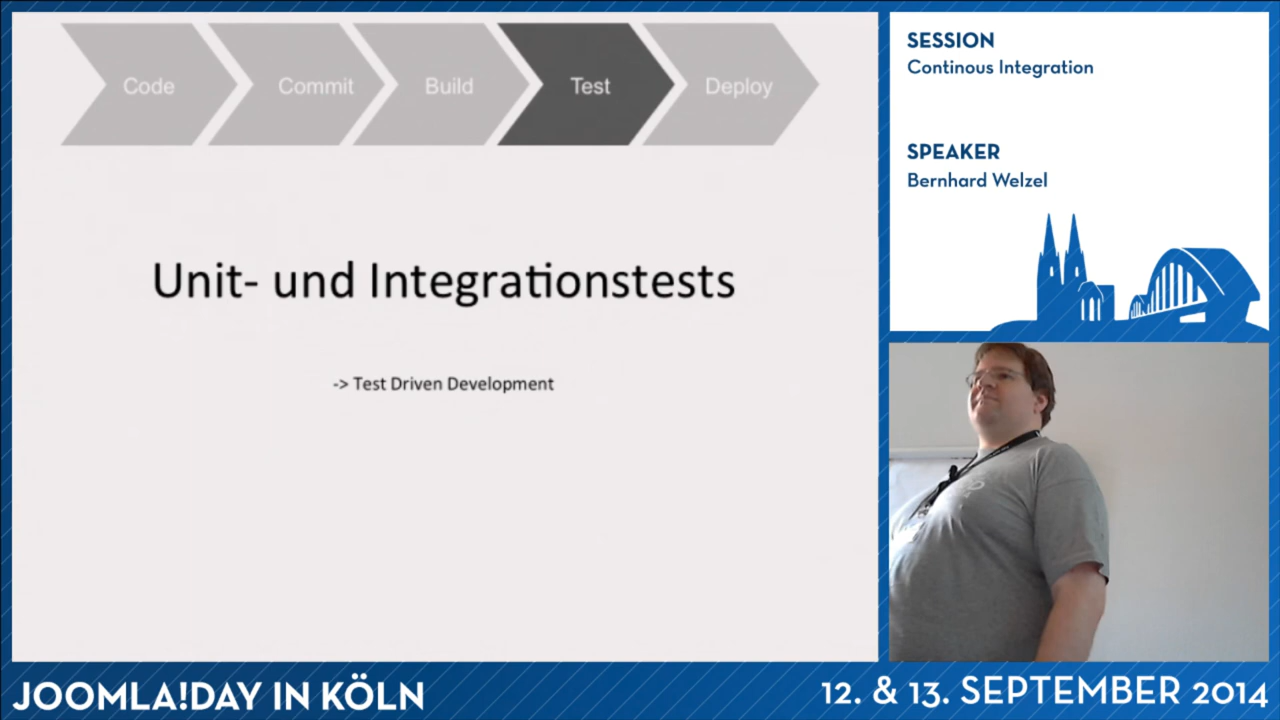 Code
Commit
Build
Test
Deploy
Unit- und Integrationstests
-> Test Driven Development
SESSION
Continous Integration
SPEAKER
Bernhard Welzel
JOOMLA!DAY IN KÖLN
12. & 13. SEPTEMBER 2014